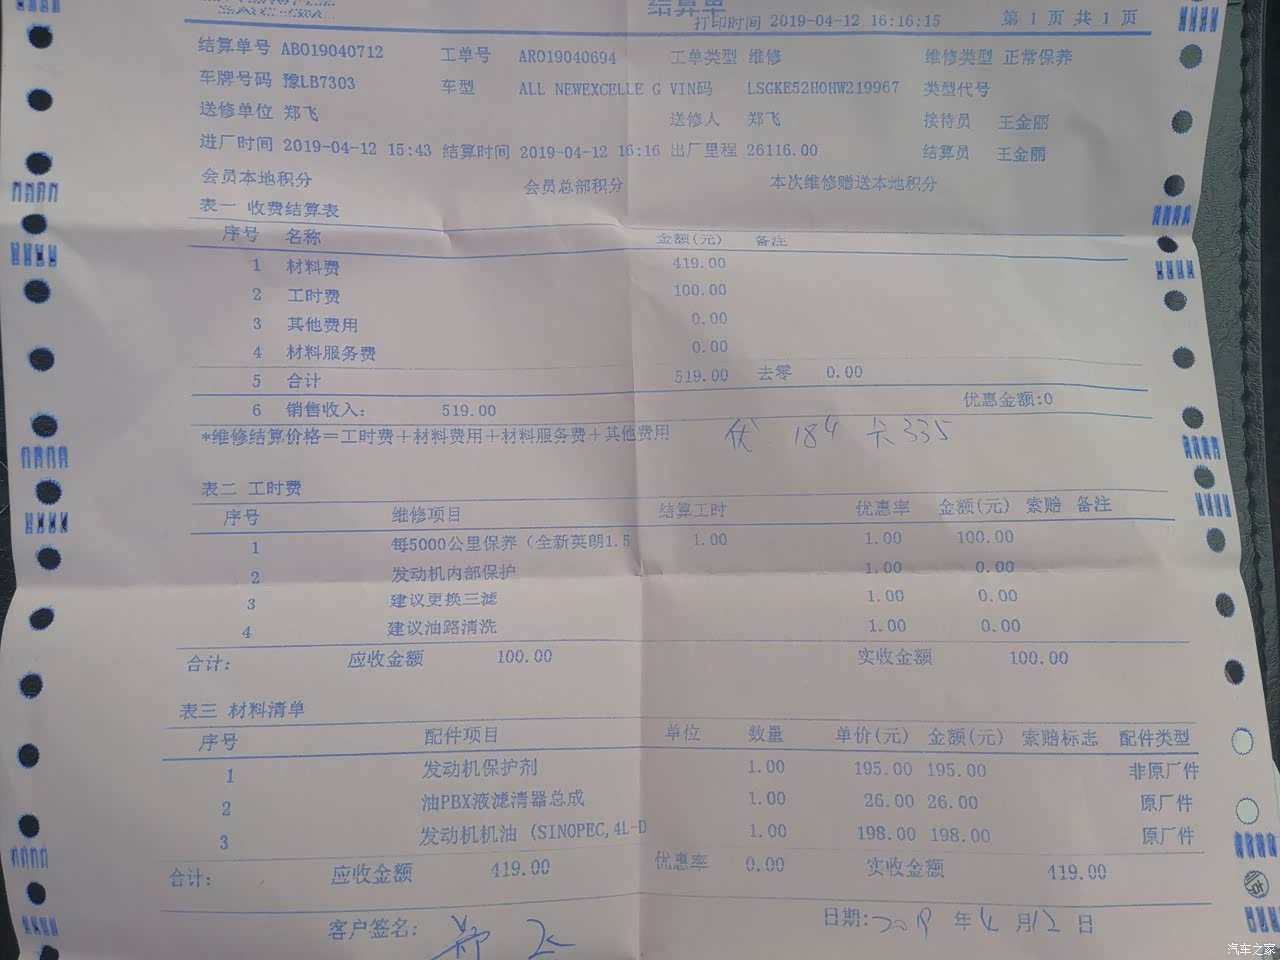 结算单
打印时间 2019-04-12 16:16:15 第 1 页 共 1 页
结算单号 ABO19040712 工单号 ARO19040694 工单类型 维修 维修类型 正常保养
车牌号码 豫LB7303 车型 ALL NEWEXCELLE G VIN码 LSGKE52H0HW219967 类型代号
送修单位 郑飞 送修人 郑飞 接待员 王金丽
进厂时间 2019-04-12 15:43 结算时间 2019-04-12 16:16 出厂里程 26116.00 结算员 王金丽
会员本地积分 会员总部积分 本次维修赠送本地积分
表一 收费结算表
序号 名称 金额(元) 备注
1 材料费 419.00
2 工时费 100.00
3 其他费用 0.00
4 材料服务费 0.00
5 合计 519.00 去零 0.00
6 销售收入: 519.00 优惠金额:0
*维修结算价格=工时费+材料费用+材料服务费+其他费用
优 184 卡335
表二 工时费
序号 维修项目 结算工时 优惠率 金额(元) 索赔 备注
1 每5000公里保养（全新英朗1.5 1.00 1.00 100.00
2 发动机内部保护 1.00 0.00
3 建议更换三滤 1.00 0.00
4 建议油路清洗 1.00 0.00
合计: 应收金额 100.00 实收金额 100.00
表三 材料清单
序号 配件项目 单位 数量 单价(元) 金额(元) 索赔标志 配件类型
1 发动机保护剂 1.00 195.00 195.00 非原厂件
2 油PBX液滤清器总成 1.00 26.00 26.00 原厂件
3 发动机机油 (SINOPEC,4L-D 1.00 198.00 198.00 原厂件
合计: 应收金额 419.00 优惠率 0.00 实收金额 419.00
客户签名: 郑飞 日期: 2019 年 4 月 12 日
汽车之家